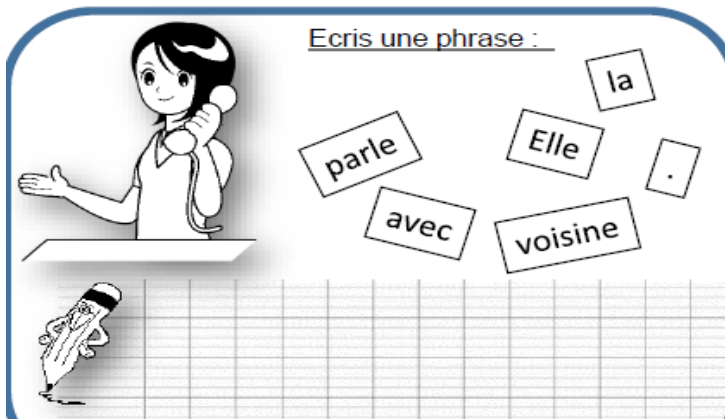 Ecris une phrase :
la
parle
Elle
.
avec
voisine